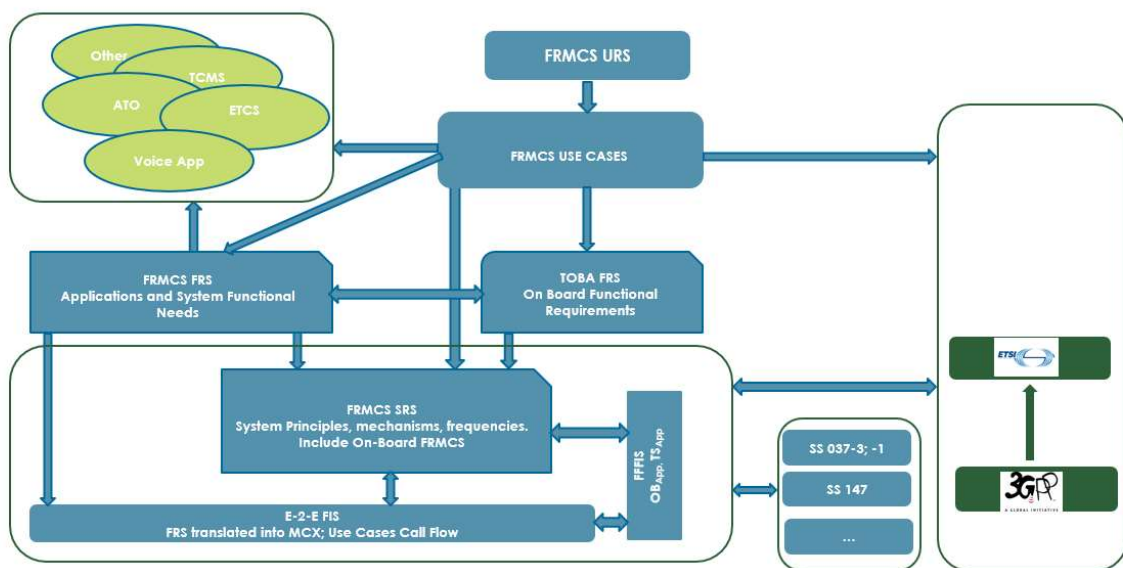 FRMCS URS
Other
TCMS
ATO
ETCS
Voice App
FRMCS USE CASES
FRMCS FRS
Applications and System Functional
Needs
TOBA FRS
On Board Functional
Requirements
FRMCS SRS
System Principles, mechanisms, frequencies.
Include On-Board FRMCS
FFFIS
OBApp, TSApp
E-2-E FIS
FRS translated into MCX; Use Cases Call Flow
SS 037-3; -1
SS 147
...
ETSI
3GPP
A GLOBAL INITIATIVE